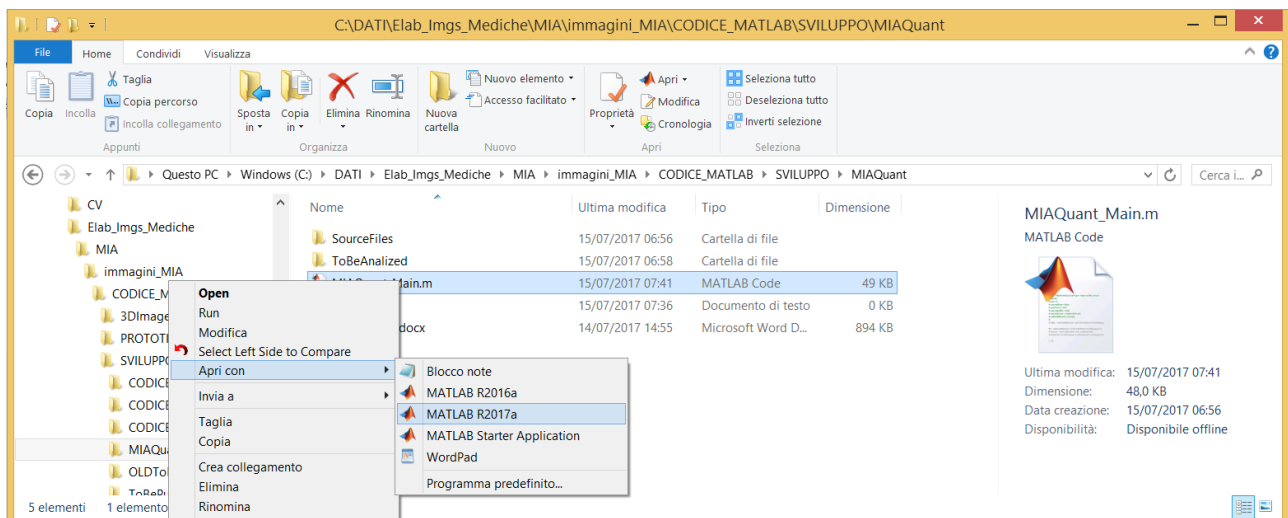 C:\DATI\Elab_Imgs_Mediche\MIA\immagini_MIA\CODICE_MATLAB\SVILUPPO\MIAQuant
File Home Condividi Visualizza
Copia
Incolla
Taglia
Copia percorso
Incolla collegamento
Appunti
Sposta in
Copia in
Elimina
Rinomina
Organizza
Nuova cartella
Nuovo elemento
Accesso facilitato
Nuovo
Proprietà
Apri
Modifica
Cronologia
Apri
Seleziona tutto
Deseleziona tutto
Inverti selezione
Seleziona
Questo PC Windows (C:) DATI Elab_Imgs_Mediche MIA immagini_MIA CODICE_MATLAB SVILUPPO MIAQuant
Cerca i...
CV
Elab_Imgs_Mediche
MIA
immagini_MIA
CODICE_M
3DImage
PROTOTI
SVILUPPO
CODICE
CODICE
CODICE
MIAQua
OLDTo
Nome Ultima modifica Tipo Dimensione
SourceFiles 15/07/2017 06:56 Cartella di file
ToBeAnalized 15/07/2017 06:58 Cartella di file
MIAQuant_Main.m 15/07/2017 07:41 MATLAB Code 49 KB
15/07/2017 07:36 Documento di testo 0 KB
docx 14/07/2017 14:55 Microsoft Word D... 894 KB
Open
Run
Modifica
Select Left Side to Compare
Apri con
Invia a
Taglia
Copia
Crea collegamento
Elimina
Rinomina
Blocco note
MATLAB R2016a
MATLAB R2017a
MATLAB Starter Application
WordPad
Programma predefinito...
MIAQuant_Main.m
MATLAB Code
Ultima modifica: 15/07/2017 07:41
Dimensione: 48,0 KB
Data creazione: 15/07/2017 06:56
Disponibilità: Disponibile offline
5 elementi 1 elemento